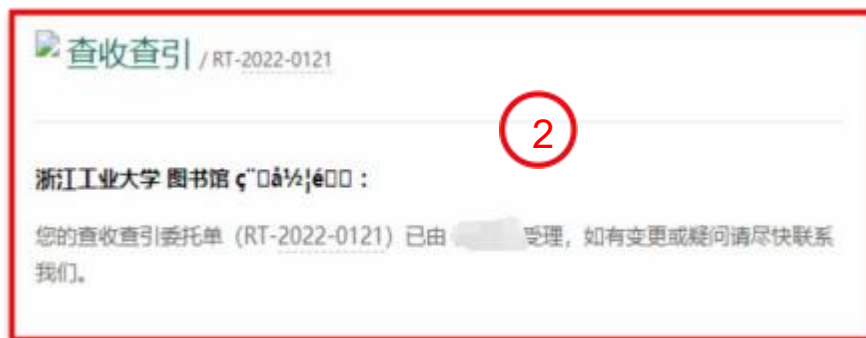 查收查引 / RT-2022-0121
2
浙江工业大学 图书馆 ç¨�å½¦é��：
您的查收查引委托单（RT-2022-0121）已由 受理，如有变更或疑问请尽快联系
我们。